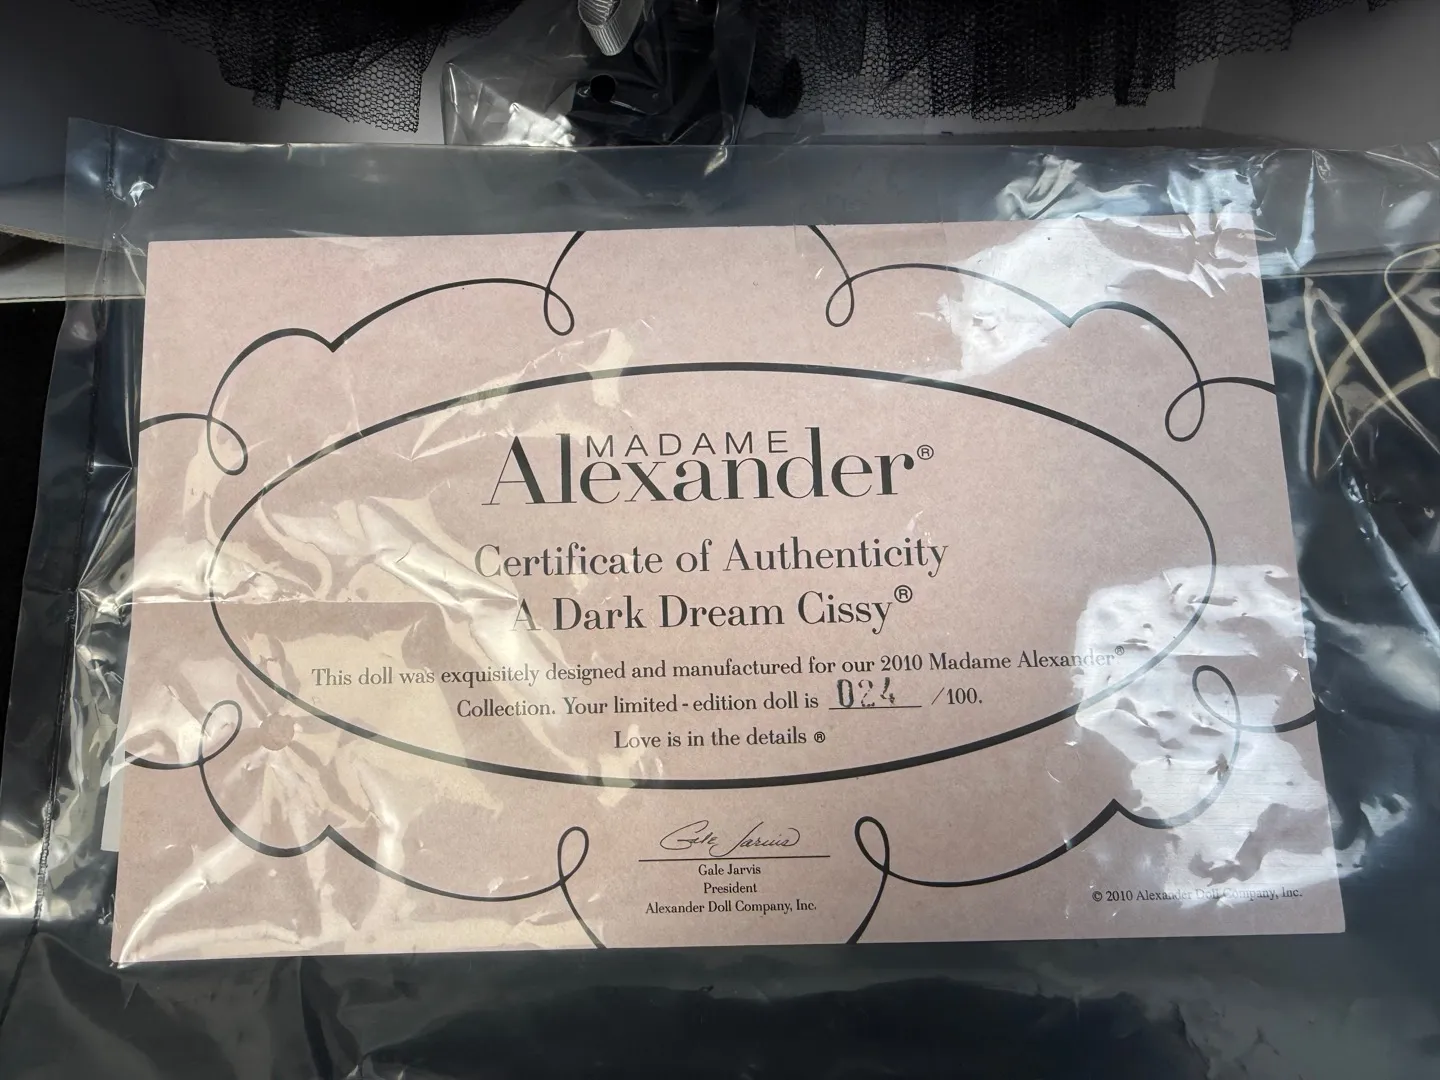 MADAME
Alexander®
Certificate of Authenticity
A Dark Dream Cissy®
This doll was exquisitely designed and manufactured for our 2010 Madame Alexander®
Collection. Your limited-edition doll is 024 /100.
Love is in the details ®
Gale Jarvis
Gale Jarvis
President
Alexander Doll Company, Inc.
© 2010 Alexander Doll Company, Inc.